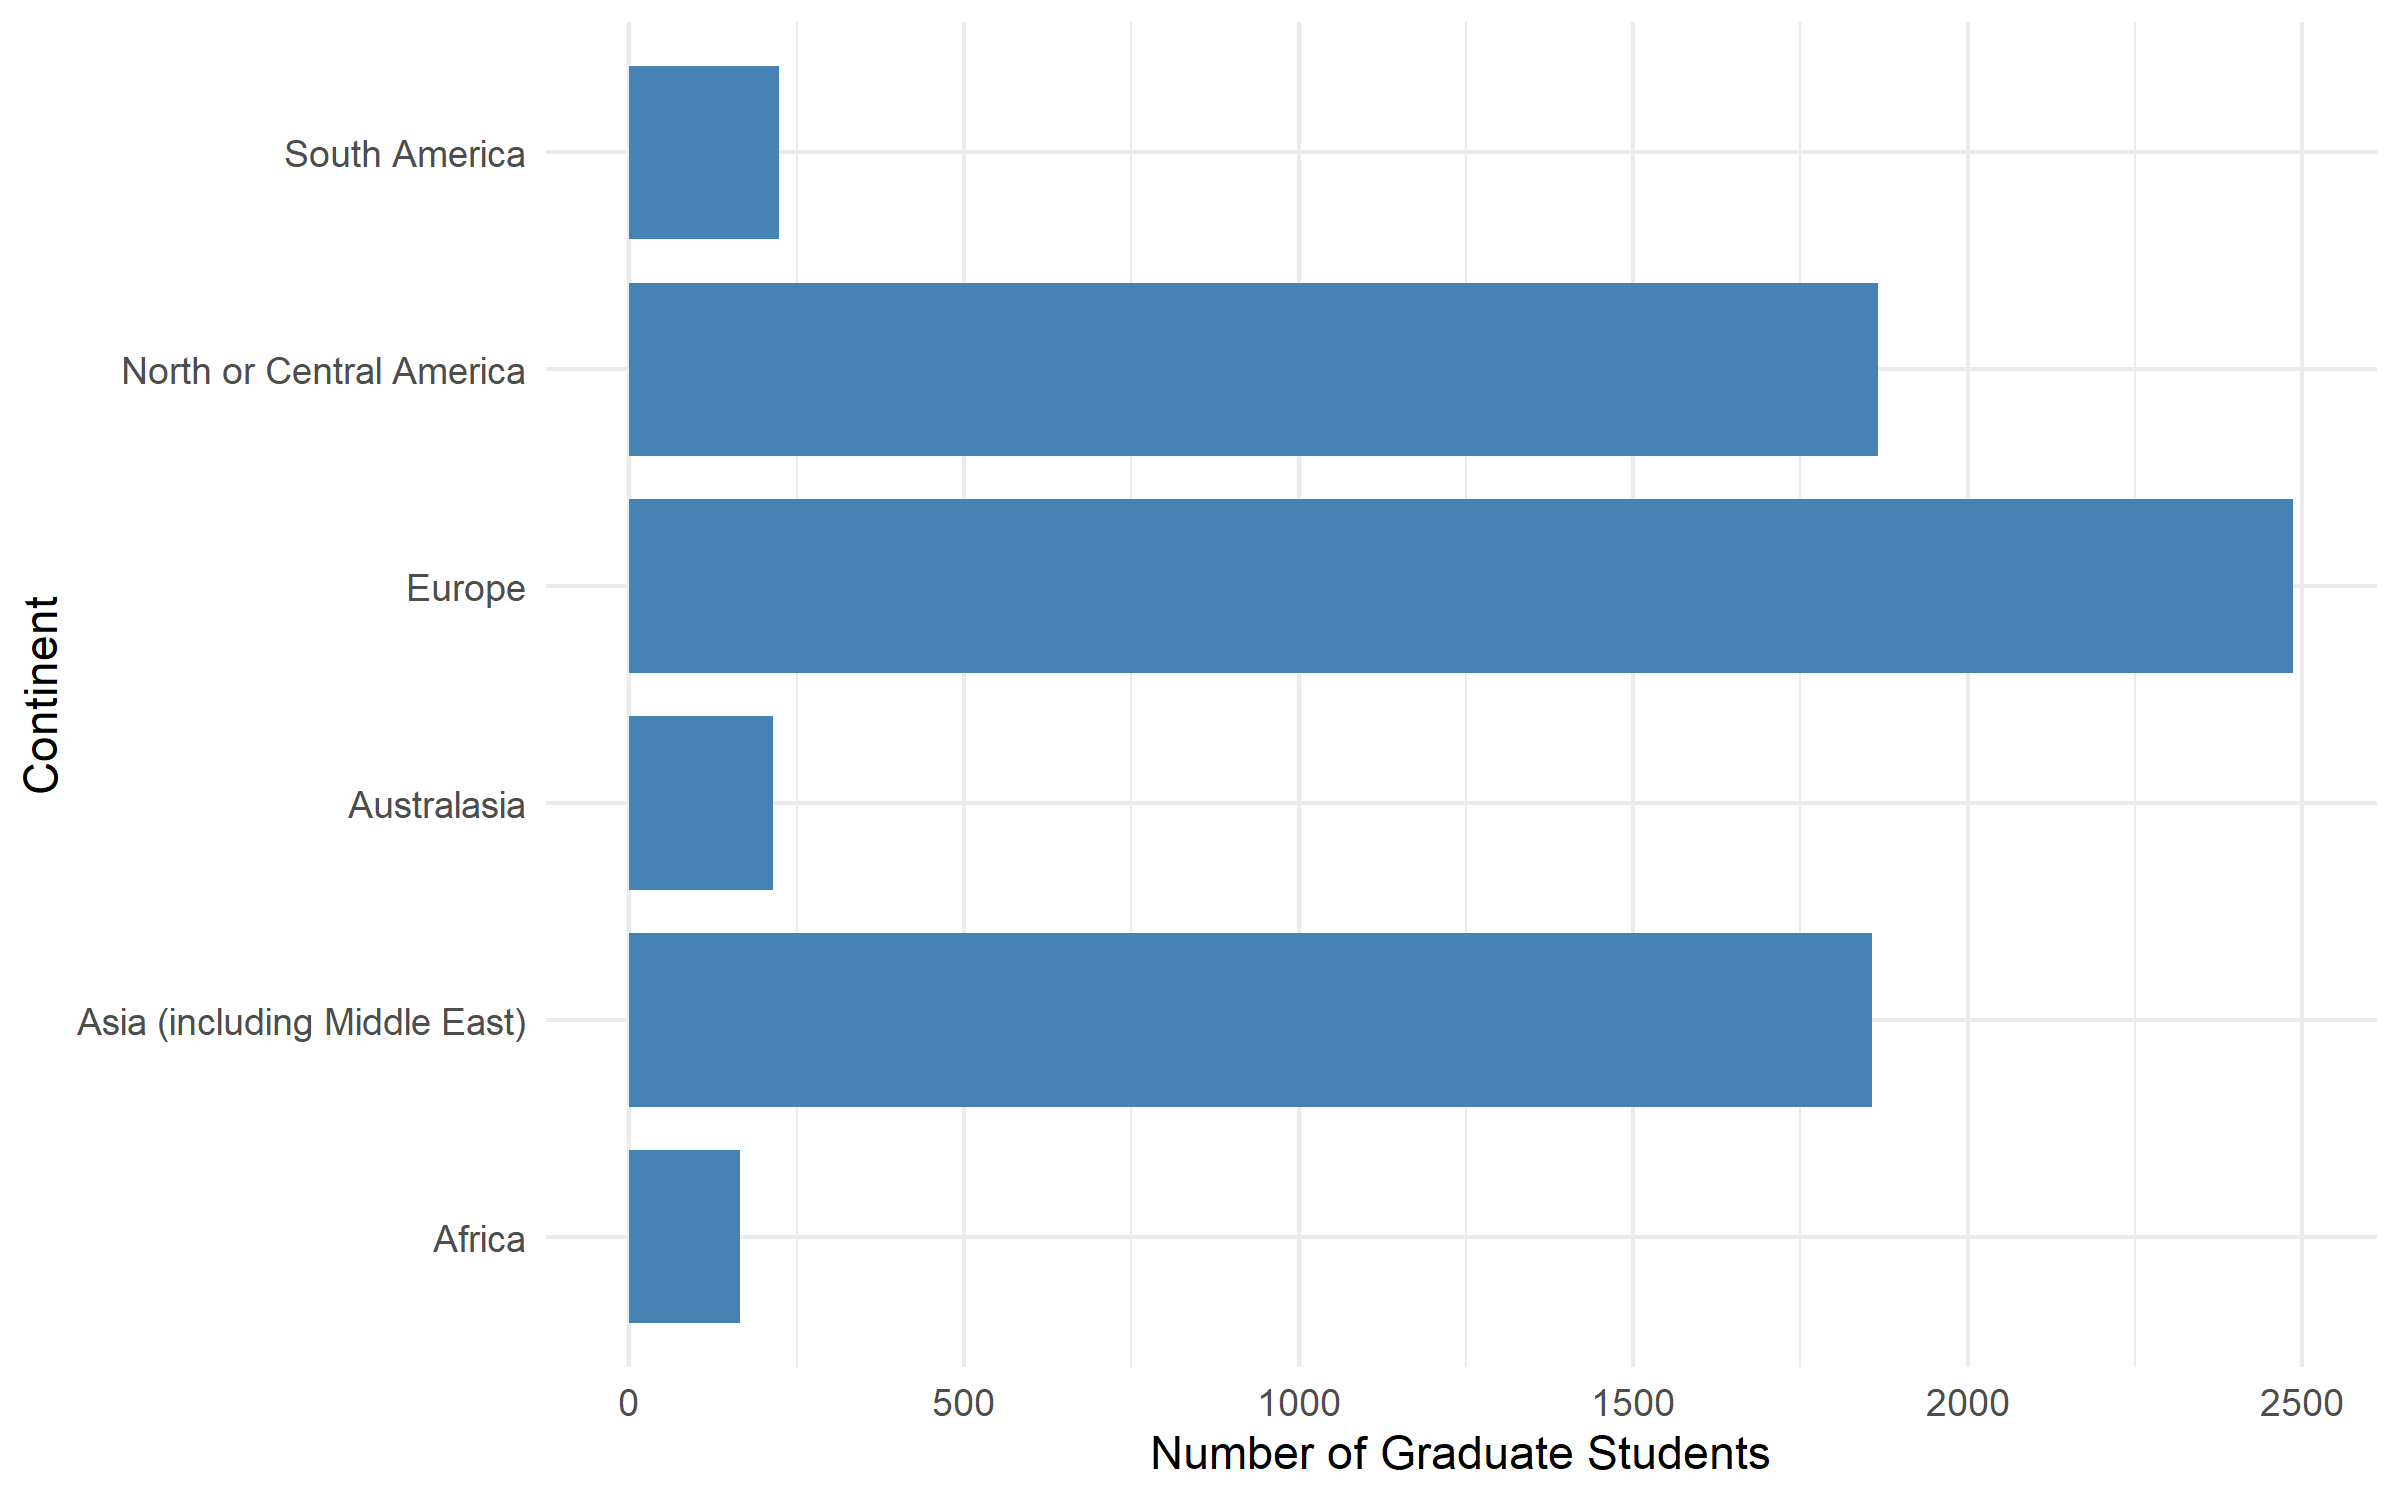 South America
North or Central America
Europe
Australasia
Asia (including Middle East)
Africa
Continent
0 500 1000 1500 2000 2500
Number of Graduate Students